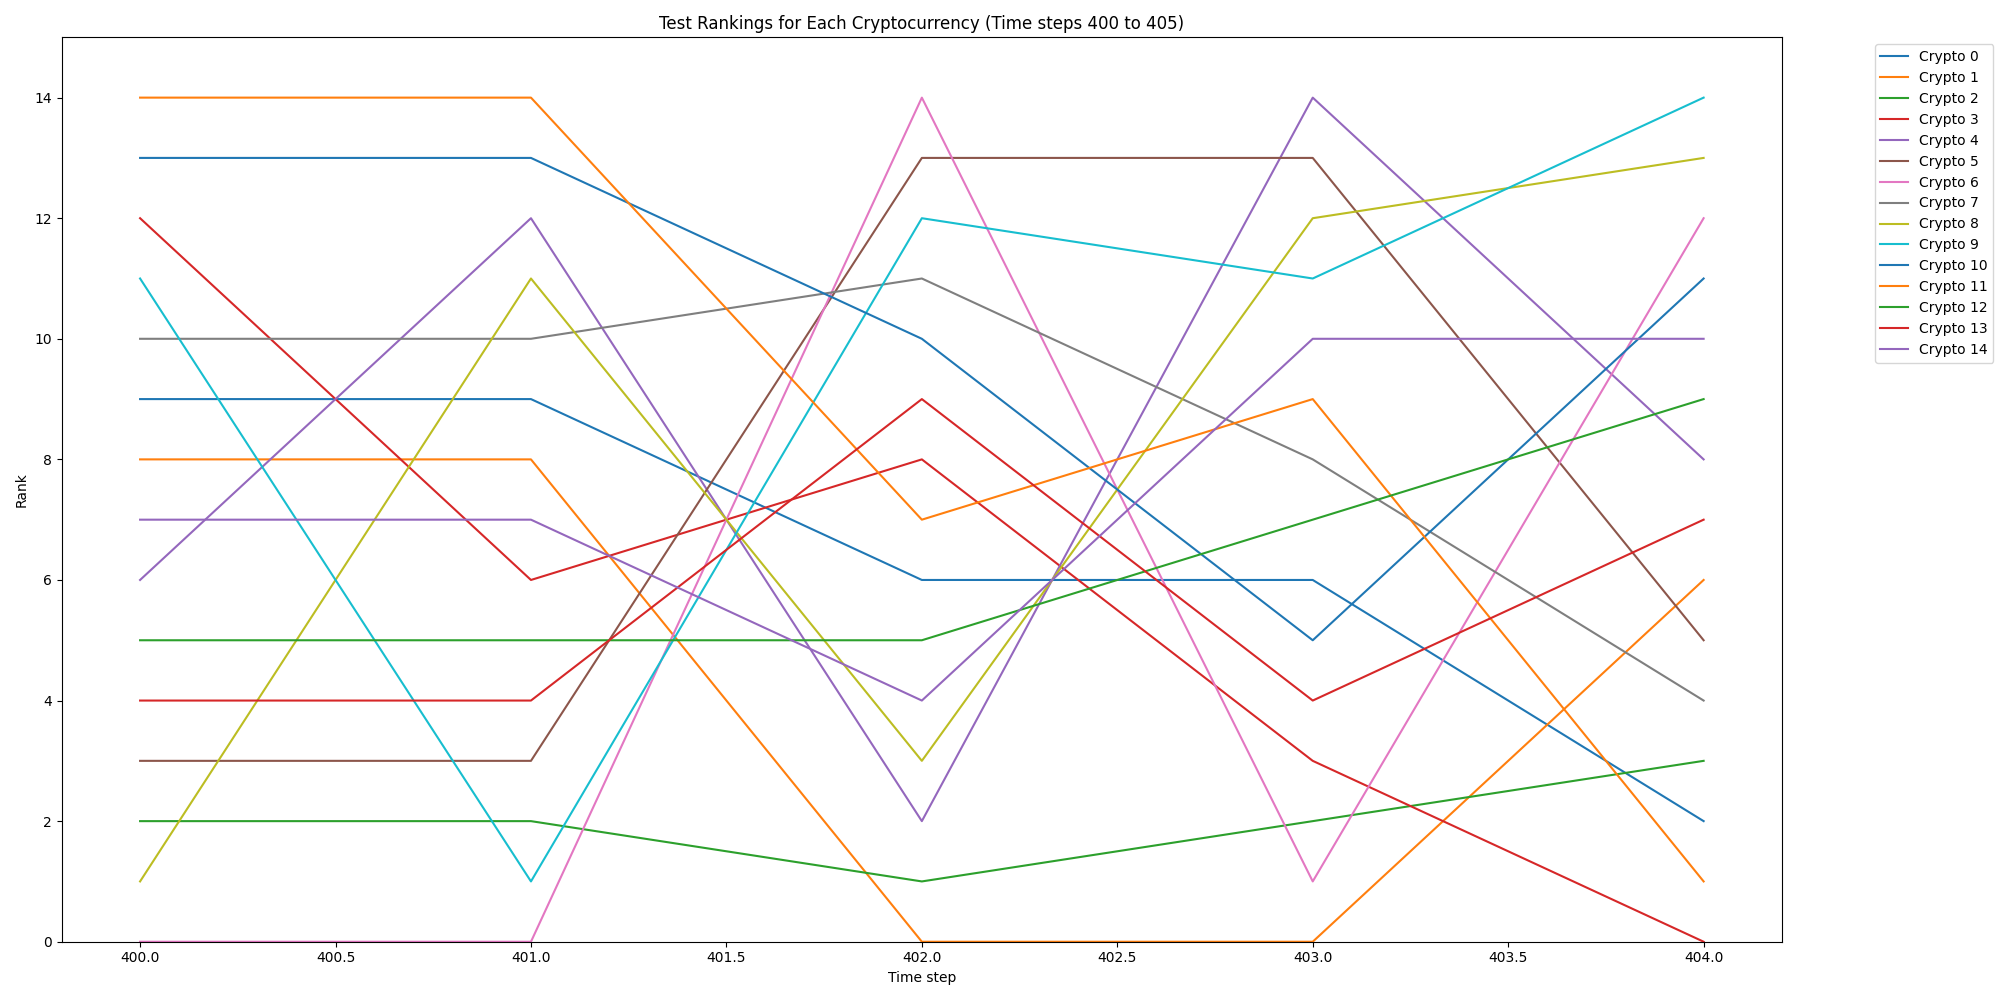 Test Rankings for Each Cryptocurrency (Time steps 400 to 405)
14
12
10
8
6
4
2
0
Rank
400.0 400.5 401.0 401.5 402.0 402.5 403.0 403.5 404.0
Time step
Crypto 0
Crypto 1
Crypto 2
Crypto 3
Crypto 4
Crypto 5
Crypto 6
Crypto 7
Crypto 8
Crypto 9
Crypto 10
Crypto 11
Crypto 12
Crypto 13
Crypto 14